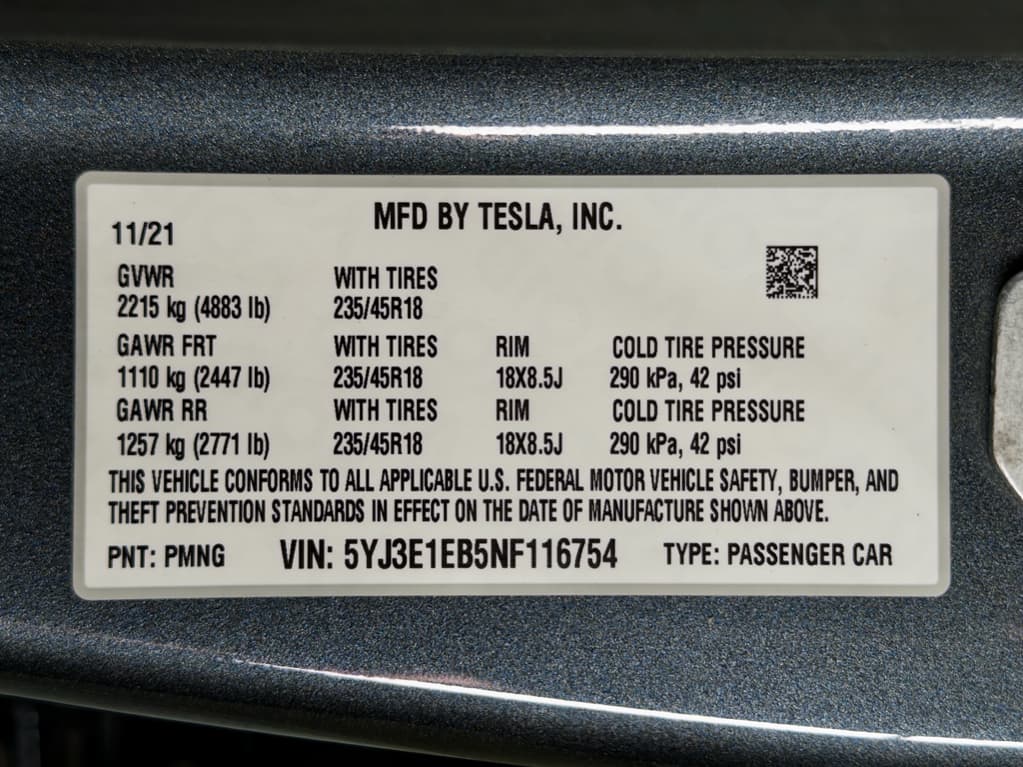 MFD BY TESLA, INC.
11/21
GVWR WITH TIRES
2215 kg (4883 lb) 235/45R18
GAWR FRT WITH TIRES RIM COLD TIRE PRESSURE
1110 kg (2447 lb) 235/45R18 18X8.5J 290 kPa, 42 psi
GAWR RR WITH TIRES RIM COLD TIRE PRESSURE
1257 kg (2771 lb) 235/45R18 18X8.5J 290 kPa, 42 psi
THIS VEHICLE CONFORMS TO ALL APPLICABLE U.S. FEDERAL MOTOR VEHICLE SAFETY, BUMPER, AND
THEFT PREVENTION STANDARDS IN EFFECT ON THE DATE OF MANUFACTURE SHOWN ABOVE.
PNT: PMNG VIN: 5YJ3E1EB5NF116754 TYPE: PASSENGER CAR